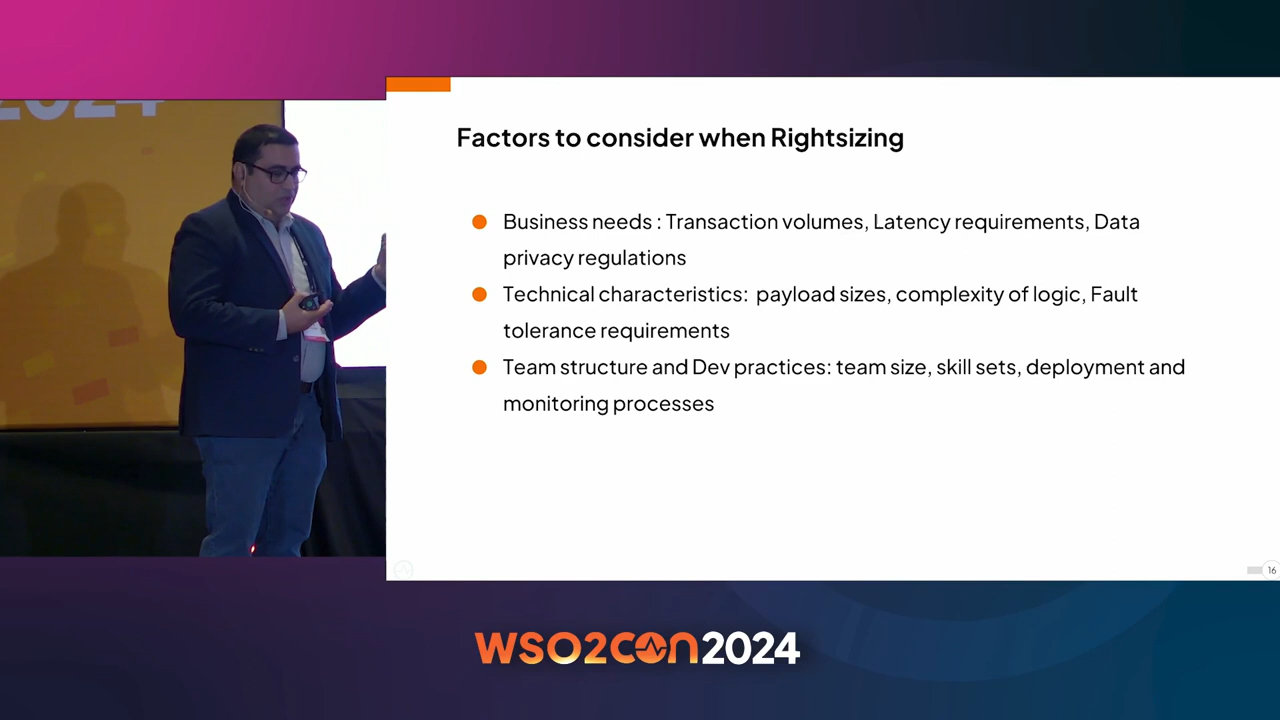 2024
Factors to consider when Rightsizing
Business needs : Transaction volumes, Latency requirements, Data
privacy regulations
Technical characteristics: payload sizes, complexity of logic, Fault
tolerance requirements
Team structure and Dev practices: team size, skill sets, deployment and
monitoring processes
16
WSO2CON2024